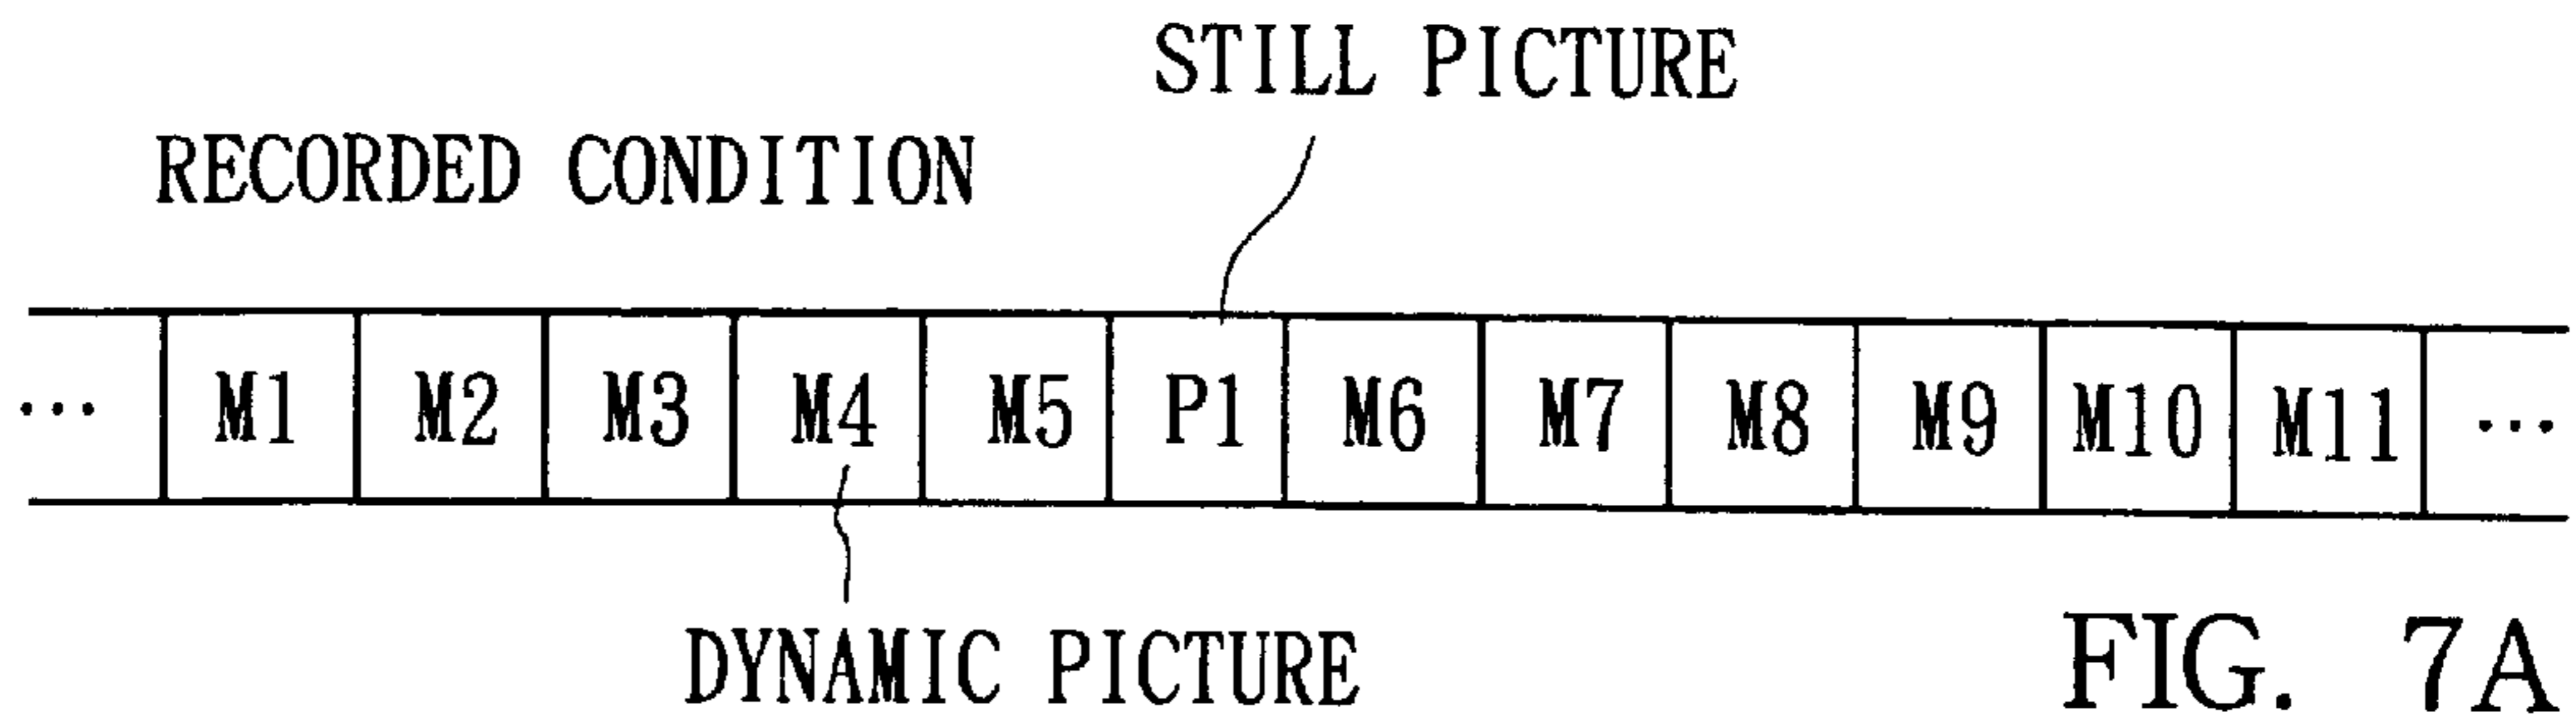 STILL PICTURE
RECORDED CONDITION
... M1 M2 M3 M4 M5 P1 M6 M7 M8 M9 M10 M11 ...
DYNAMIC PICTURE
FIG. 7A